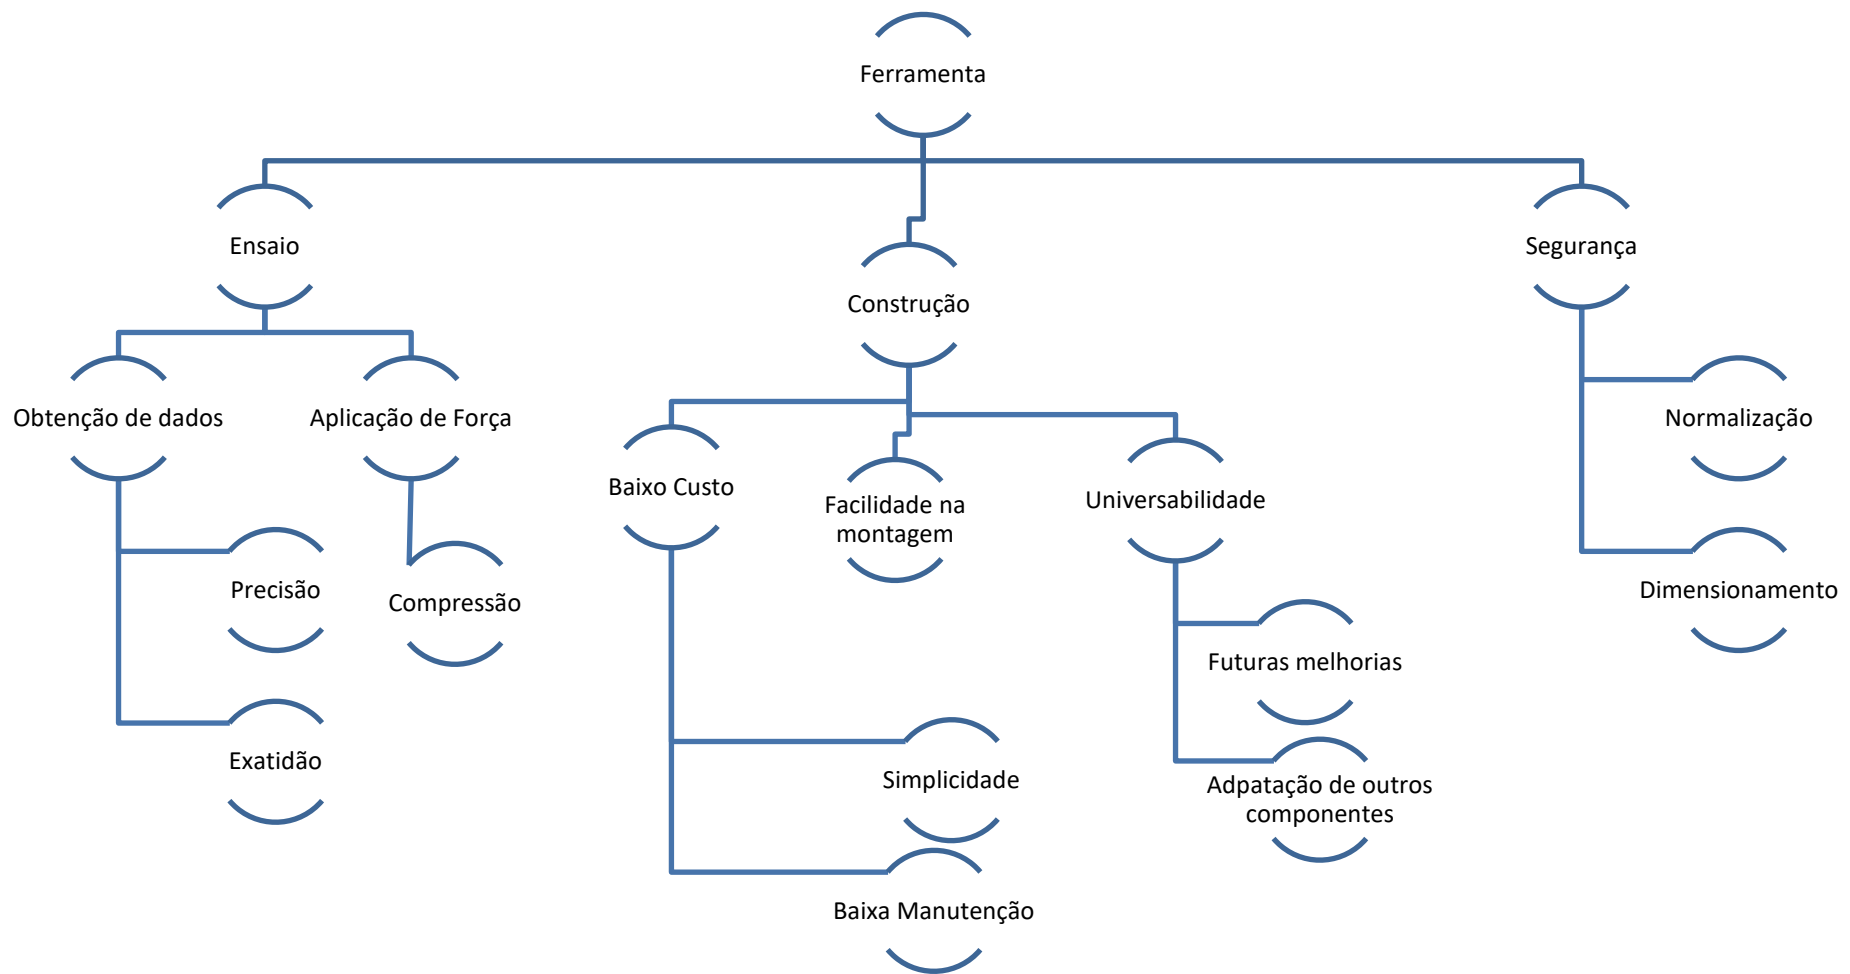 Ferramenta
Ensaio
Construção
Segurança
Obtenção de dados
Aplicação de Força
Precisão
Exatidão
Compressão
Baixo Custo
Facilidade na
montagem
Universabilidade
Simplicidade
Baixa Manutenção
Futuras melhorias
Adpatação de outros
componentes
Normalização
Dimensionamento